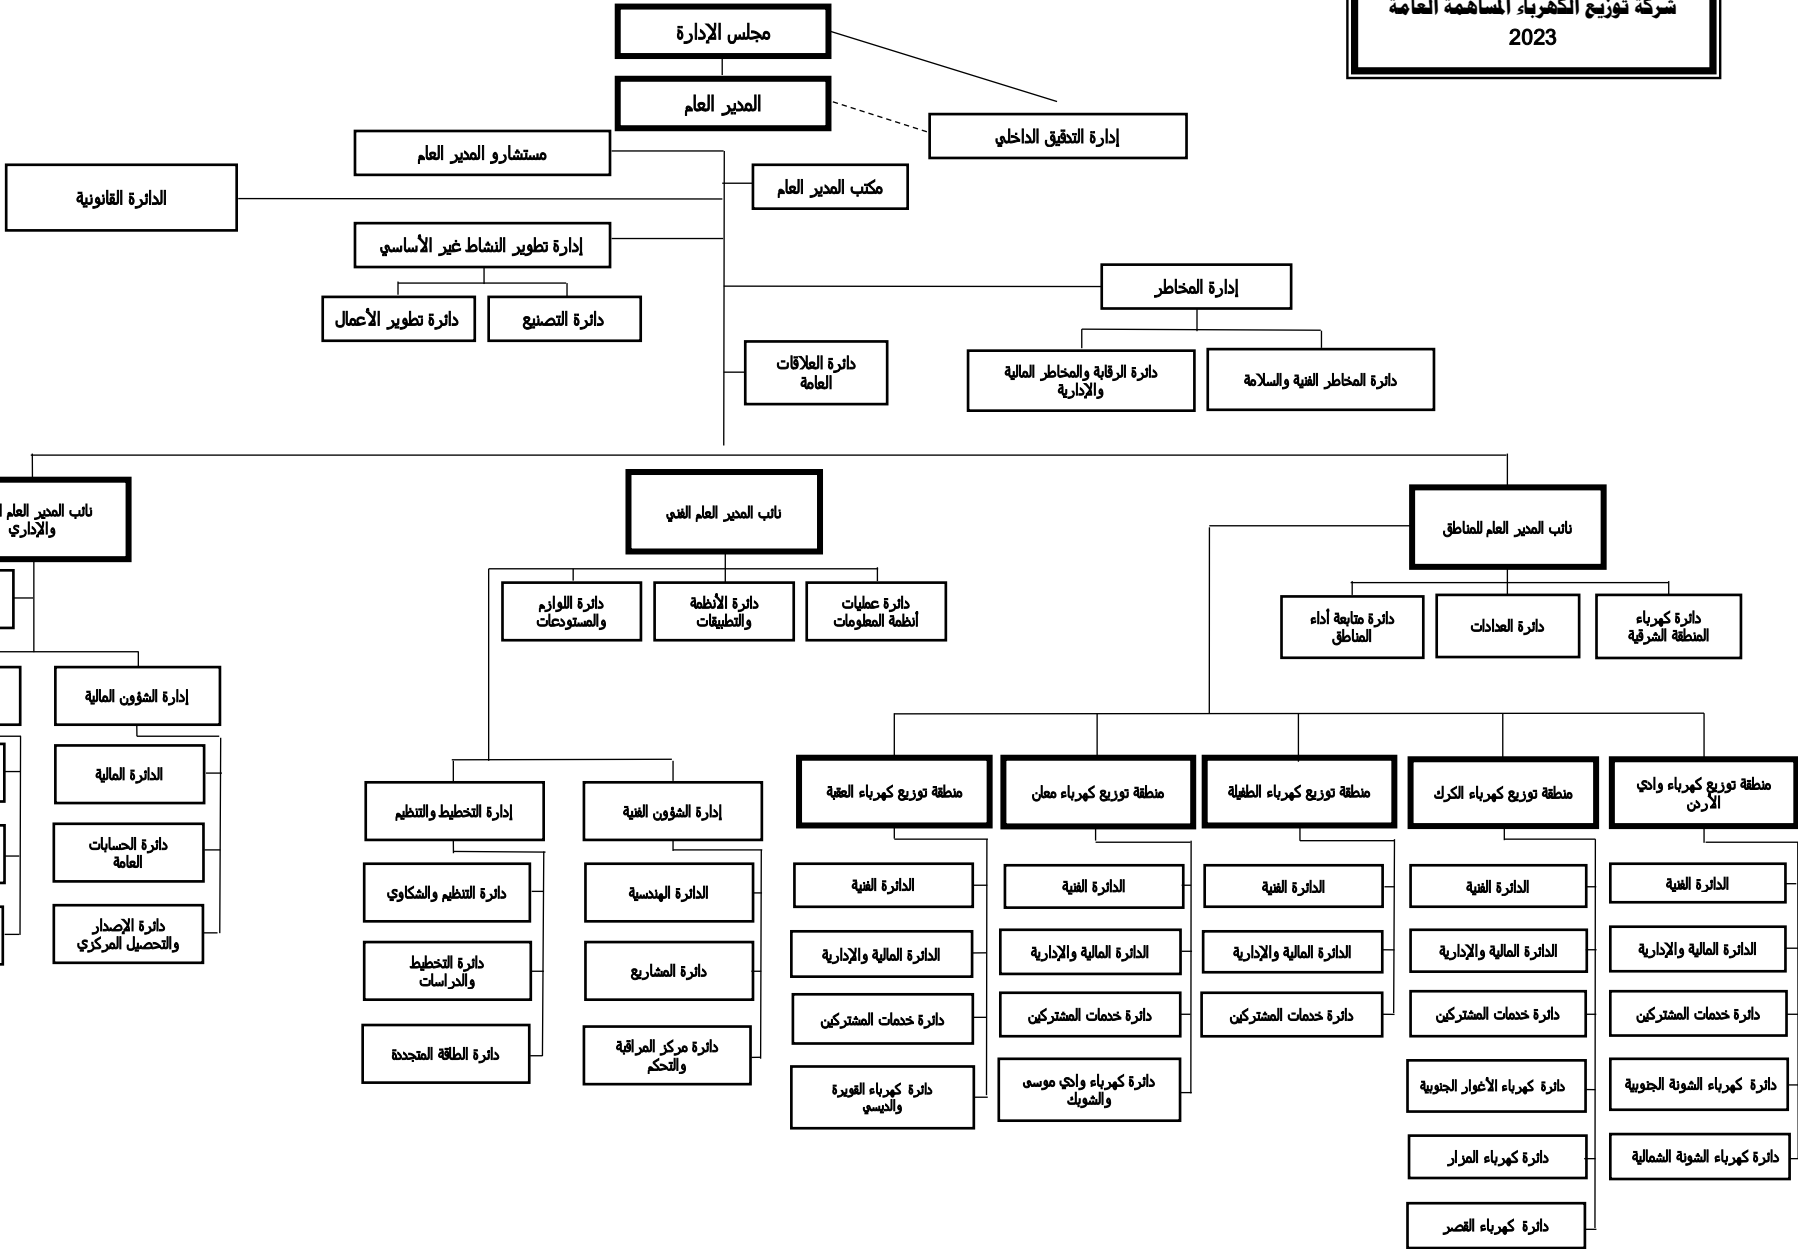 شركة توزيع الكهرباء المساهمة العامة
2023
مجلس الإدارة
المدير العام
إدارة التدقيق الداخلي
مستشارو المدير العام
مكتب المدير العام
الدائرة القانونية
إدارة تطوير النشاط غير الأساسي
إدارة المخاطر
دائرة التصنيع
دائرة تطوير الأعمال
دائرة العلاقات
العامة
دائرة المخاطر الفنية والسلامة
دائرة الرقابة والمخاطر المالية
والإدارية
نائب المدير العام للمناطق
نائب المدير العام الفني
نائب المدير العام
والإداري
دائرة كهرباء
المنطقة الشرقية
دائرة العدادات
دائرة متابعة أداء
المناطق
دائرة عمليات
أنظمة المعلومات
دائرة الأنظمة
والتطبيقات
دائرة اللوازم
والمستودعات
منطقة توزيع كهرباء وادي
الأردن
الدائرة الفنية
الدائرة المالية والإدارية
دائرة خدمات المشتركين
دائرة كهرباء الشونة الجنوبية
دائرة كهرباء الشونة الشمالية
منطقة توزيع كهرباء الكرك
الدائرة الفنية
الدائرة المالية والإدارية
دائرة خدمات المشتركين
دائرة كهرباء الأغوار الجنوبية
دائرة كهرباء المزار
دائرة كهرباء القصر
منطقة توزيع كهرباء الطفيلة
الدائرة الفنية
الدائرة المالية والإدارية
دائرة خدمات المشتركين
منطقة توزيع كهرباء معان
الدائرة الفنية
الدائرة المالية والإدارية
دائرة خدمات المشتركين
دائرة كهرباء وادي موسى
والشوبك
منطقة توزيع كهرباء العقبة
الدائرة الفنية
الدائرة المالية والإدارية
دائرة خدمات المشتركين
دائرة كهرباء القويرة
والديسي
إدارة الشؤون الفنية
الدائرة الهندسية
دائرة المشاريع
دائرة مركز المراقبة
والتحكم
إدارة التخطيط والتنظيم
دائرة التنظيم والشكاوي
دائرة التخطيط
والدراسات
دائرة الطاقة المتجددة
إدارة الشؤون المالية
الدائرة المالية
دائرة الحسابات
العامة
دائرة الإصدار
والتحصيل المركزي